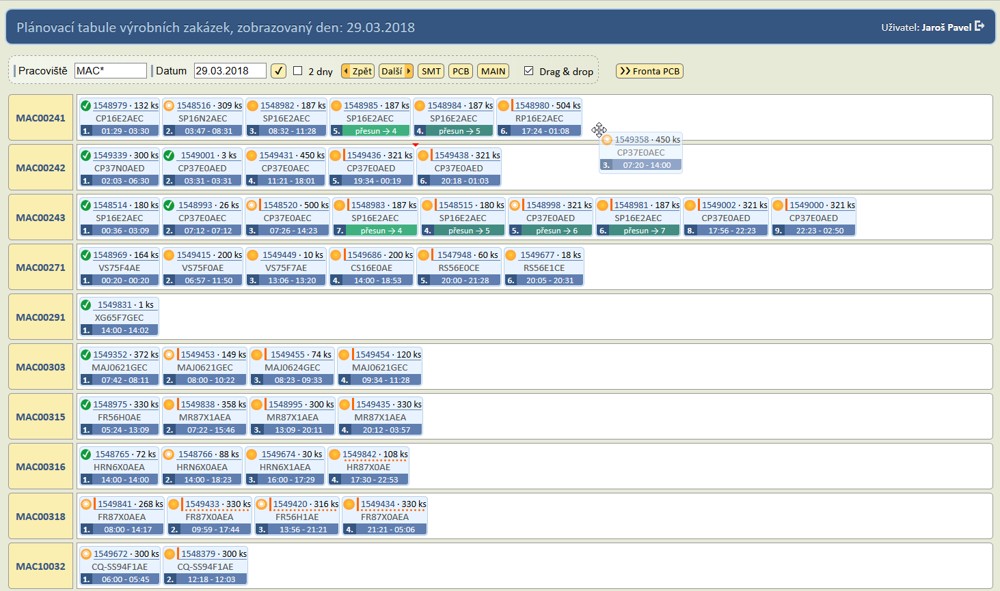 Plánovací tabule výrobních zakázek, zobrazovaný den: 29.03.2018
Uživatel: Jaroš Pavel
Pracoviště MAC* Datum 29.03.2018 2 dny Zpět Další SMT PCB MAIN Drag & drop Fronta PCB
MAC00241
1548979 · 132 ks 1548516 · 309 ks 1548982 · 187 ks 1548985 · 187 ks 1548984 · 187 ks 1548980 · 504 ks
CP16E2AEC SP16N2AEC SP16E2AEC SP16E2AEC SP16E2AEC RP16E2AEC
1. 01:29 - 03:30 2. 03:47 - 08:31 3. 08:32 - 11:28 5. přesun → 4 4. přesun → 5 6. 17:24 - 01:08
1549358 · 450 ks
CP37E0AEC
3. 07:20 - 14:00
MAC00242
1549339 · 300 ks 1549001 · 3 ks 1549431 · 450 ks 1549436 · 321 ks 1549438 · 321 ks
CP37N0AED CP37E0AED CP37E0AEC CP37E0AED CP37E0AED
1. 02:03 - 06:30 2. 03:31 - 03:31 4. 11:21 - 18:01 5. 19:34 - 00:19 6. 20:18 - 01:03
MAC00243
1548514 · 180 ks 1548993 · 26 ks 1548520 · 500 ks 1548983 · 187 ks 1548515 · 180 ks 1548998 · 321 ks 1548981 · 187 ks 1549002 · 321 ks 1549000 · 321 ks
SP16E2AEC CP37E0AEC CP37E0AEC SP16E2AEC SP16E2AEC CP37E0AED SP16E2AEC CP37E0AED CP37E0AED
1. 00:36 - 03:09 2. 07:12 - 07:12 3. 07:26 - 14:23 7. přesun → 4 4. přesun → 5 5. přesun → 6 6. přesun → 7 8. 17:56 - 22:23 9. 22:23 - 02:50
MAC00271
1548969 · 164 ks 1549415 · 200 ks 1549449 · 10 ks 1549686 · 200 ks 1547948 · 60 ks 1549677 · 18 ks
VS75F4AE VS75F0AE VS75F7AE CS16E0AE RS56E0CE RS56E1CE
1. 00:20 - 00:20 2. 06:57 - 11:50 3. 13:06 - 13:20 4. 14:00 - 18:53 5. 20:00 - 21:28 6. 20:05 - 20:31
MAC00291
1549831 · 1 ks
XG65F7GEC
1. 14:00 - 14:02
MAC00303
1549352 · 372 ks 1549453 · 149 ks 1549455 · 74 ks 1549454 · 120 ks
MAJ0621GEC MAJ0621GEC MAJ0624GEC MAJ0621GEC
1. 07:42 - 08:11 2. 08:00 - 10:22 3. 08:23 - 09:33 4. 09:34 - 11:28
MAC00315
1548975 · 330 ks 1549838 · 358 ks 1548995 · 300 ks 1549435 · 330 ks
FR56H0AE MR87X1AEA MR87X1AEA MR87X1AEA
1. 05:24 - 13:09 2. 07:22 - 15:46 3. 13:09 - 20:11 4. 20:12 - 03:57
MAC00316
1548765 · 72 ks 1548766 · 88 ks 1549674 · 30 ks 1549842 · 108 ks
HRN6X0AEA HRN6X0AEA HRN6X1AEA HR87X0AE
1. 14:00 - 14:00 2. 14:00 - 18:23 3. 16:00 - 17:29 4. 17:30 - 22:53
MAC00318
1549841 · 268 ks 1549433 · 330 ks 1549420 · 316 ks 1549434 · 330 ks
FR87X0AEA FR87X0AEA FR56H1AE FR87X0AEA
1. 08:00 - 14:17 2. 09:59 - 17:44 3. 13:56 - 21:21 4. 21:21 - 05:06
MAC10032
1549672 · 300 ks 1548379 · 300 ks
CQ-SS94F1AE CQ-SS94F1AE
1. 06:00 - 05:45 2. 12:18 - 12:03